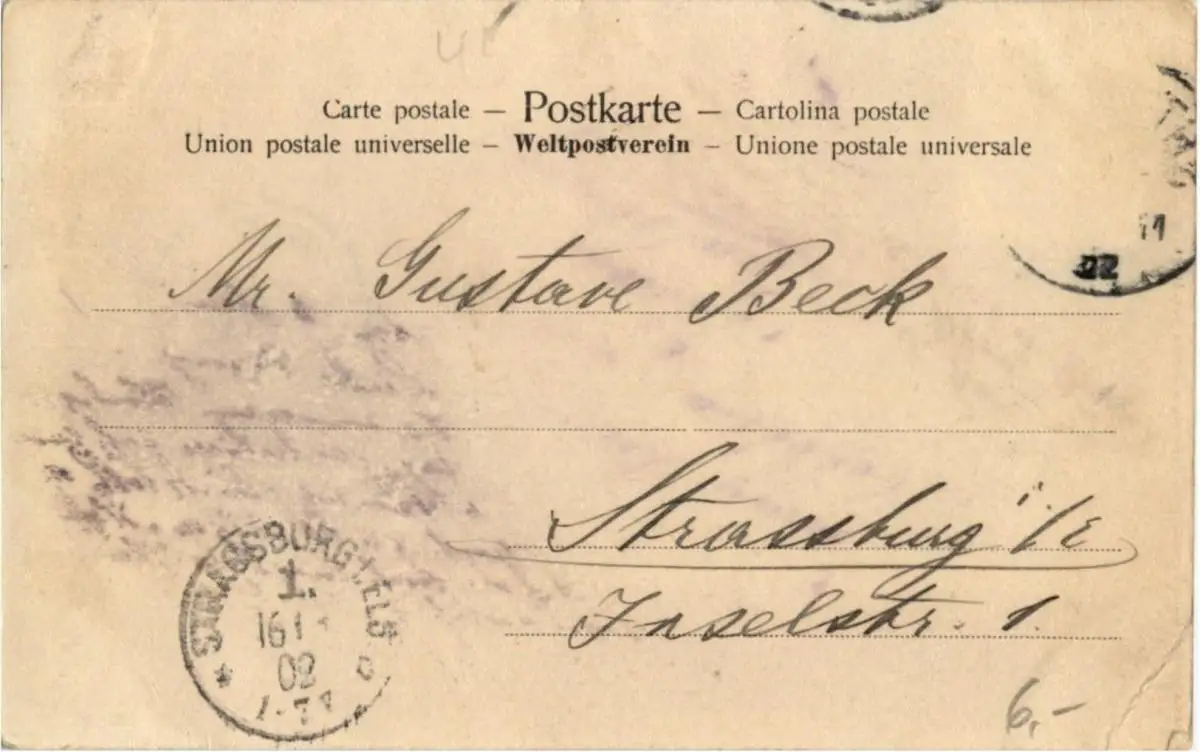 Carte postale – Postkarte – Cartolina postale
Union postale universelle – Weltpostverein – Unione postale universale
Mr. Gustave Beck
Strassburg i/E
Inselstr. 1.
STRASSBURG (ELS
1.
02
6,-